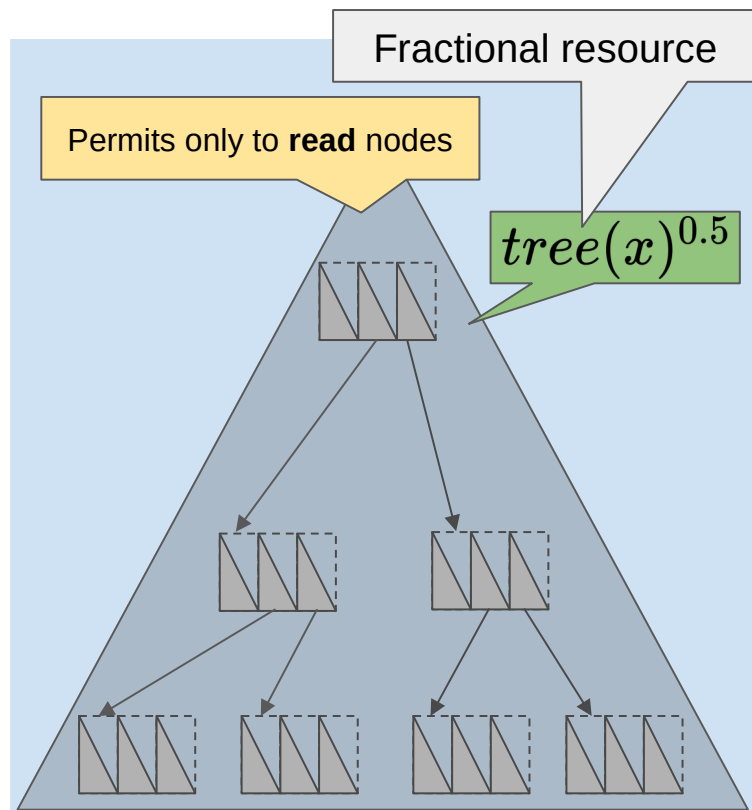 Fractional resource
Permits only to read nodes
tree(x)^{0.5}